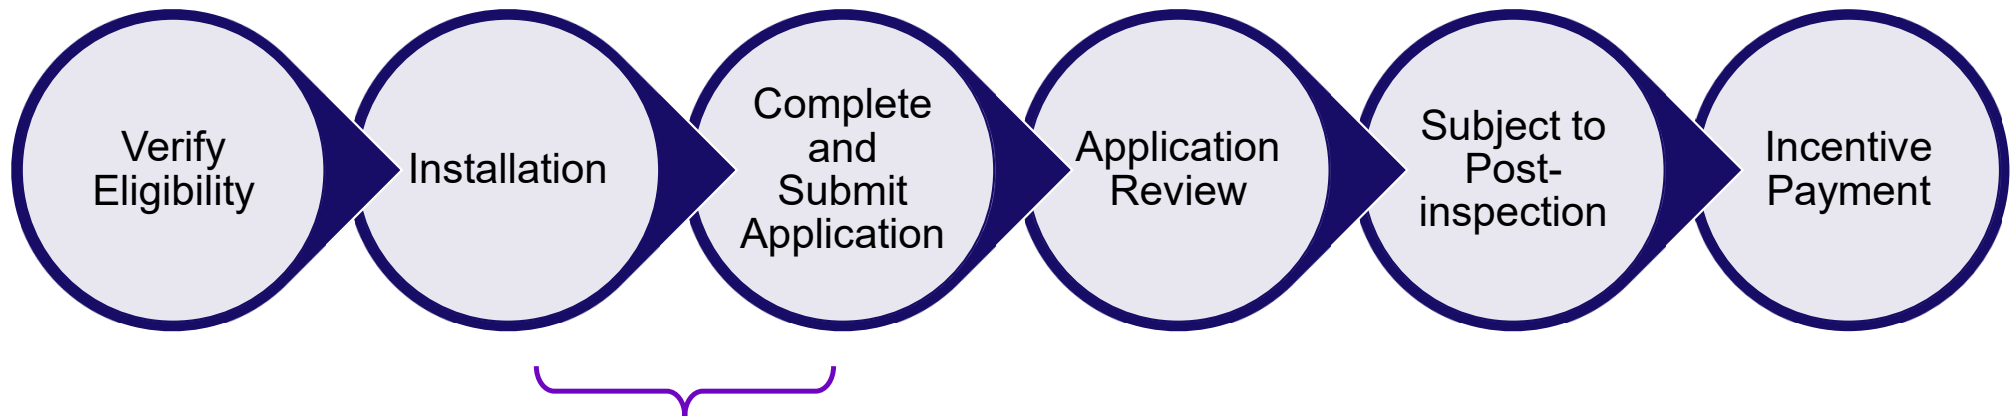 Verify
Eligibility
Installation
Complete
and
Submit
Application
Application
Review
Subject to
Post-
inspection
Incentive
Payment